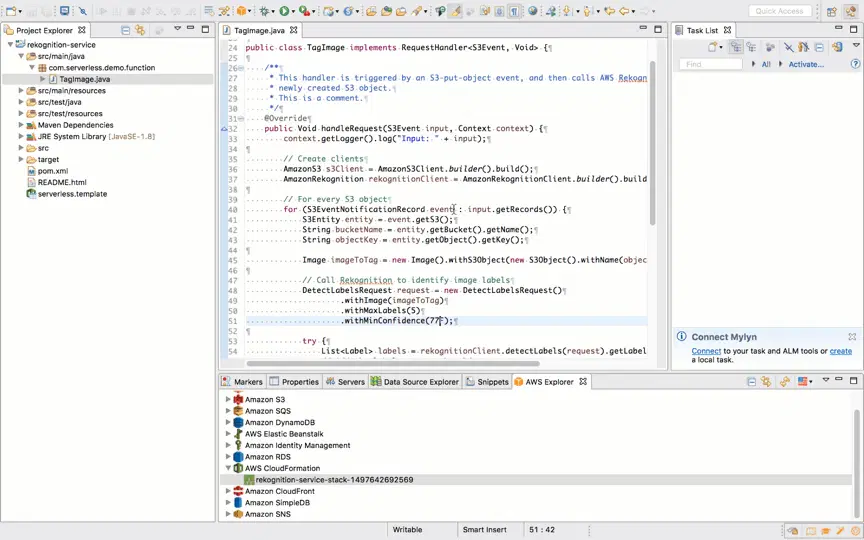 Quick Access
Project Explorer
rekognition-service
src/main/java
com.serverless.demo.function
TagImage.java
src/main/resources
src/test/java
src/test/resources
Maven Dependencies
JRE System Library [JavaSE-1.8]
src
target
pom.xml
README.html
serverless.template
TagImage.java
24 public class TagImage implements RequestHandler<S3Event, Void> {
25
26 /**
27 * This handler is triggered by an S3-put-object event, and then calls AWS Rekogn
28 * newly created S3 object.
29 * This is a comment.
30 */
31 @Override
32 public Void handleRequest(S3Event input, Context context) {
33 context.getLogger().log("Input: " + input);
34
35 // Create clients
36 AmazonS3 s3Client = AmazonS3Client.builder().build();
37 AmazonRekognition rekognitionClient = AmazonRekognitionClient.builder().build
38
39 // For every S3 object
40 for (S3EventNotificationRecord event : input.getRecords()) {
41 S3Entity entity = event.getS3();
42 String bucketName = entity.getBucket().getName();
43 String objectKey = entity.getObject().getKey();
44
45 Image imageToTag = new Image().withS3Object(new S3Object().withName(objec
46
47 // Call Rekognition to identify image labels
48 DetectLabelsRequest request = new DetectLabelsRequest()
49 .withImage(imageToTag)
50 .withMaxLabels(5)
51 .withMinConfidence(77F);
52
53 try {
54 List<Label> labels = rekognitionClient.detectLabels(request).getLabel
Task List
Find
All
Activate...
Connect Mylyn
Connect to your task and ALM tools or create
a local task.
Markers
Properties
Servers
Data Source Explorer
Snippets
AWS Explorer
Amazon S3
Amazon SQS
Amazon DynamoDB
AWS Elastic Beanstalk
Amazon Identity Management
Amazon RDS
AWS CloudFormation
rekognition-service-stack-1497642692569
Amazon CloudFront
Amazon SimpleDB
Amazon SNS
Writable
Smart Insert
51 : 42